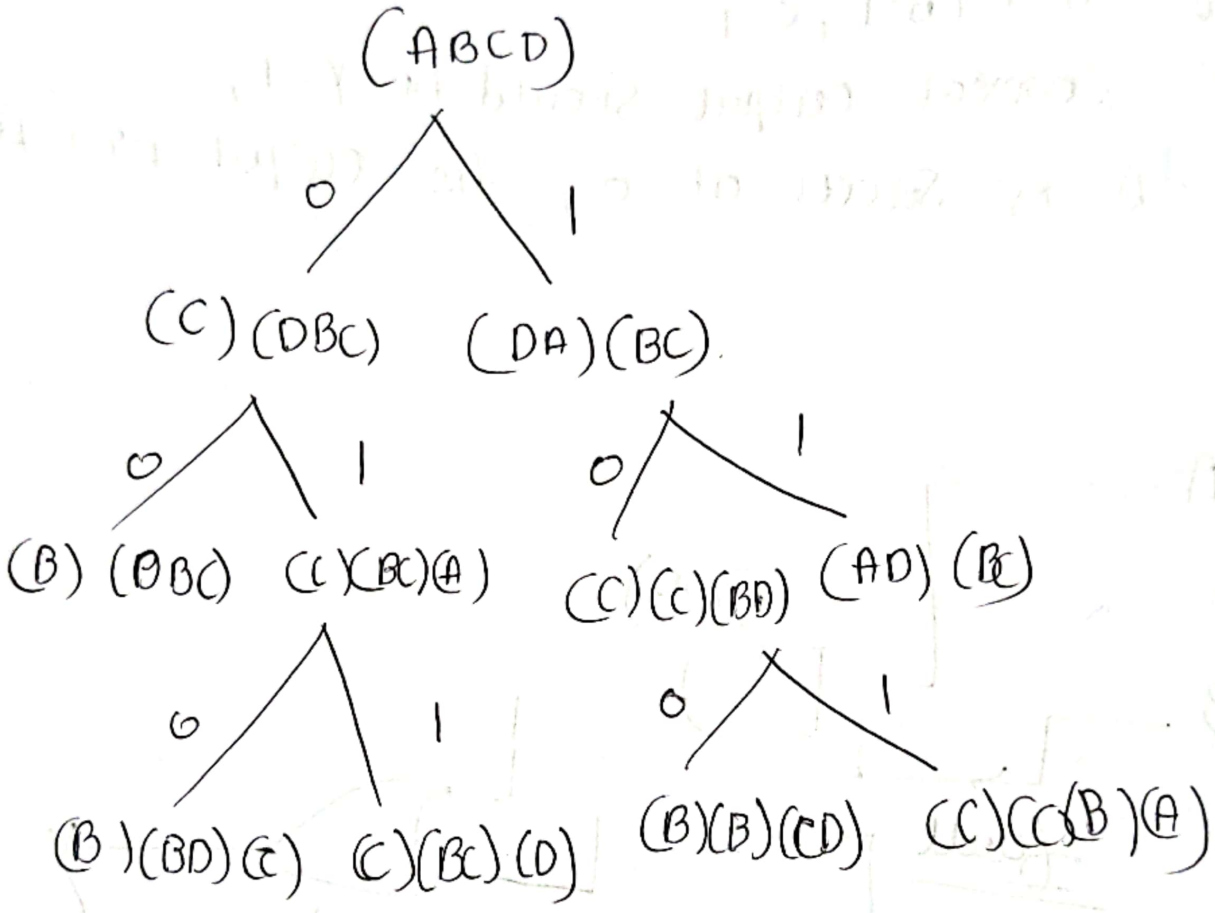 (ABCD)
0 1
(C) (DBC) (DA) (BC)
0 1 0 1
(B) (DBC) (C)(BC)(A) (C)(C)(BD) (AD) (BC)
0 1 0 1
(B)(BD)(C) (C)(BC)(D) (B)(B)(CD) (C)(C)(B)(A)